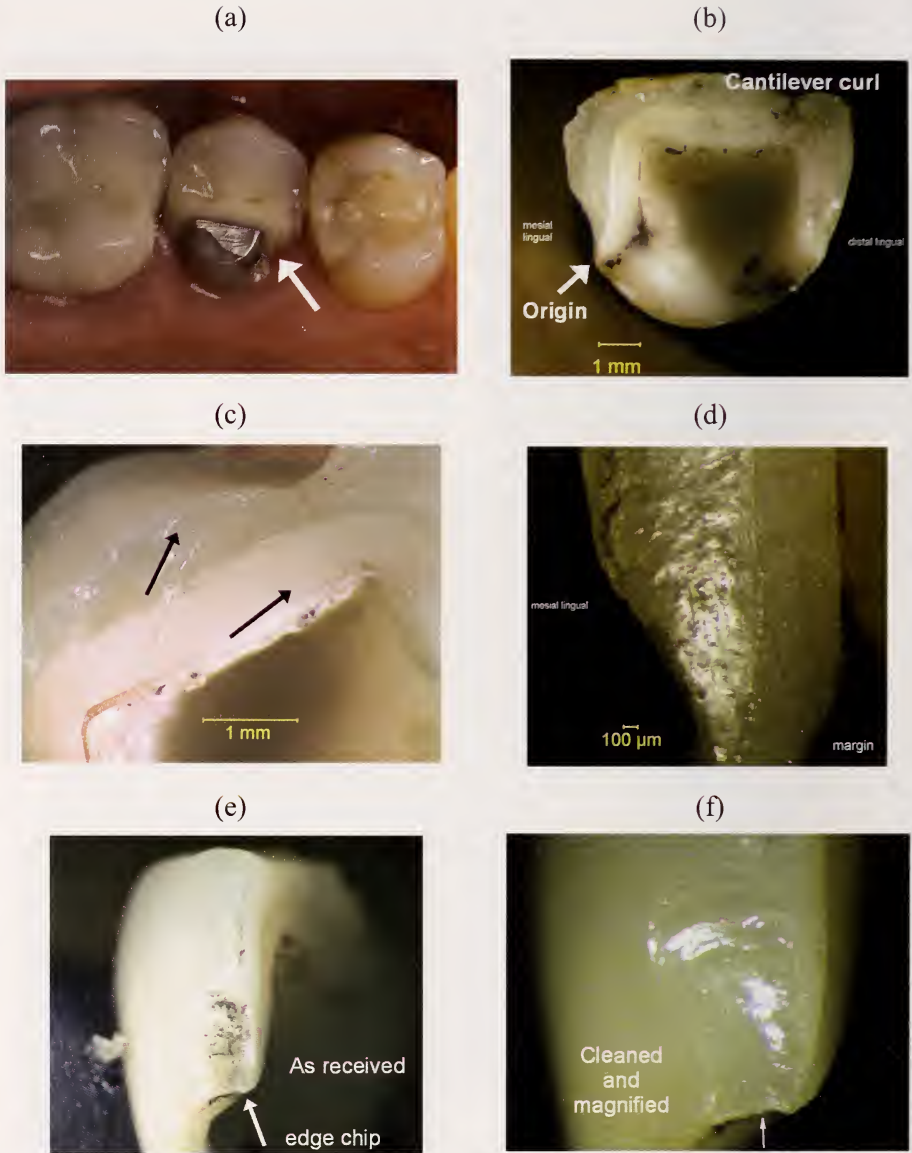 (a)
(b)
Cantilever curl
mesial
lingual
distal lingual
Origin
1 mm
(c)
(d)
1 mm
mesial lingual
100 µm
margin
(e)
(f)
As received
edge chip
Cleaned
and
magnified